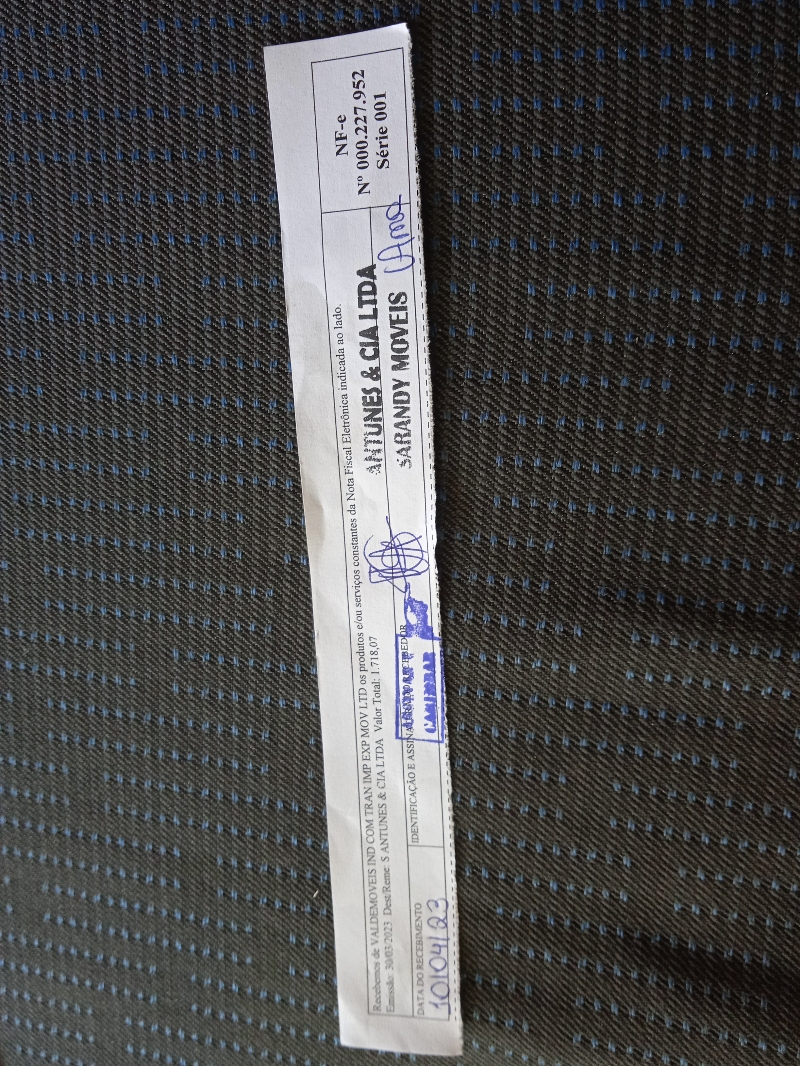 Recebemos de VALDEMOVEIS IND COM TRAN IMP EXP MOV LTD os produtos e/ou serviços constantes da Nota Fiscal Eletrônica indicada ao lado.
Emissão: 30/03/2023 Dest/Reme: S ANTUNES & CIA LTDA Valor Total: 1.718,07
DATA DO RECEBIMENTO
10/04/23
IDENTIFICAÇÃO E ASSINATURA DO RECEBEDOR
CARIMBAR
ANTUNES & CIA LTDA
SARANDY MOVEIS
NF-e
Nº 000.227.952
Série 001